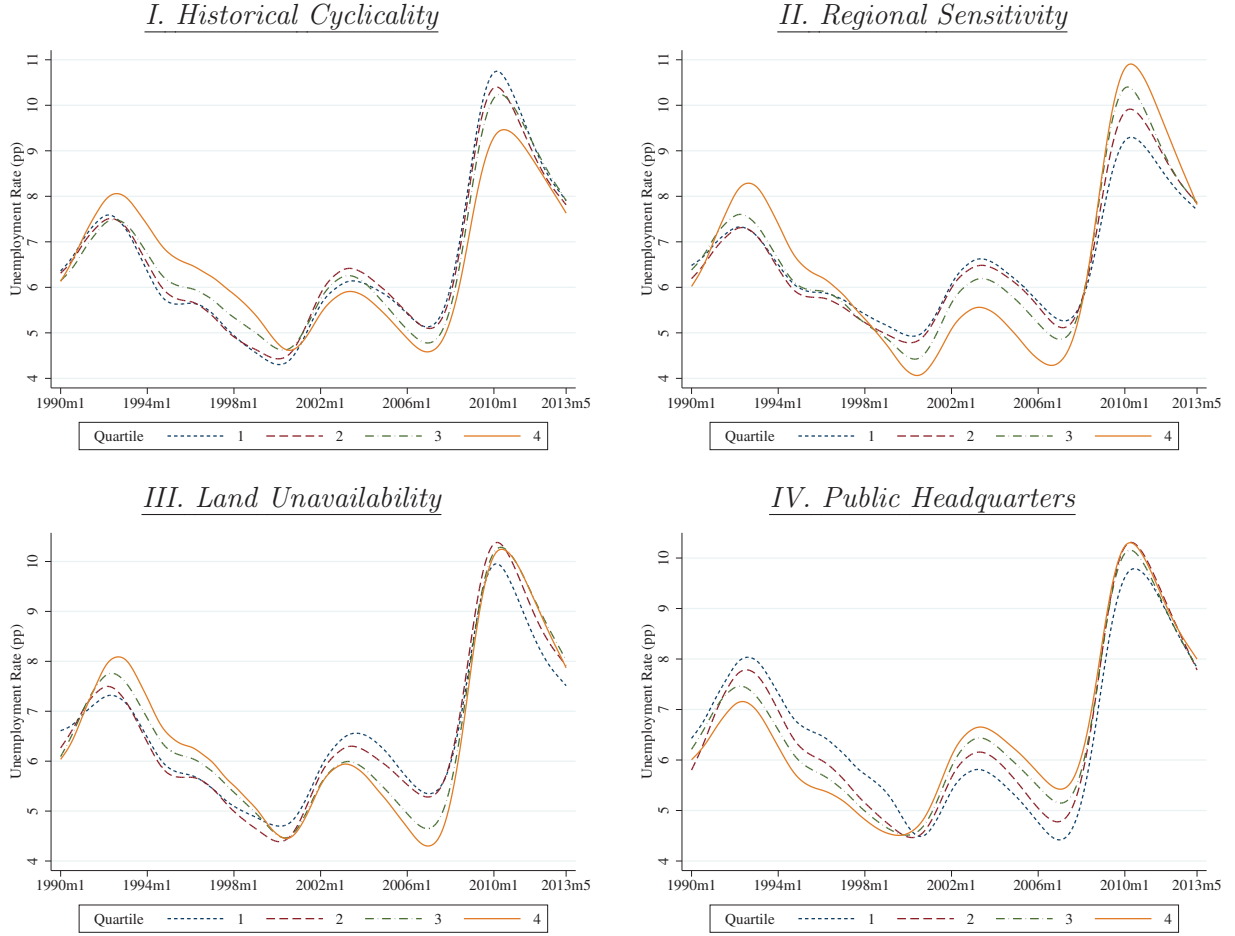 I. Historical Cyclicality
Unemployment Rate (pp)
11
10
9
8
7
6
5
4
1990m1 1994m1 1998m1 2002m1 2006m1 2010m1 2013m5
Quartile 1 2 3 4
II. Regional Sensitivity
Unemployment Rate (pp)
11
10
9
8
7
6
5
4
1990m1 1994m1 1998m1 2002m1 2006m1 2010m1 2013m5
Quartile 1 2 3 4
III. Land Unavailability
Unemployment Rate (pp)
10
9
8
7
6
5
4
1990m1 1994m1 1998m1 2002m1 2006m1 2010m1 2013m5
Quartile 1 2 3 4
IV. Public Headquarters
Unemployment Rate (pp)
10
9
8
7
6
5
4
1990m1 1994m1 1998m1 2002m1 2006m1 2010m1 2013m5
Quartile 1 2 3 4